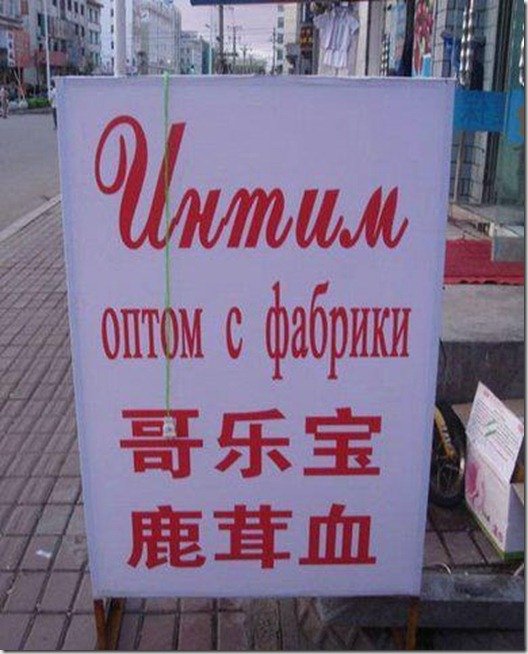 Интим
оптом с фабрики
哥乐宝
鹿茸血